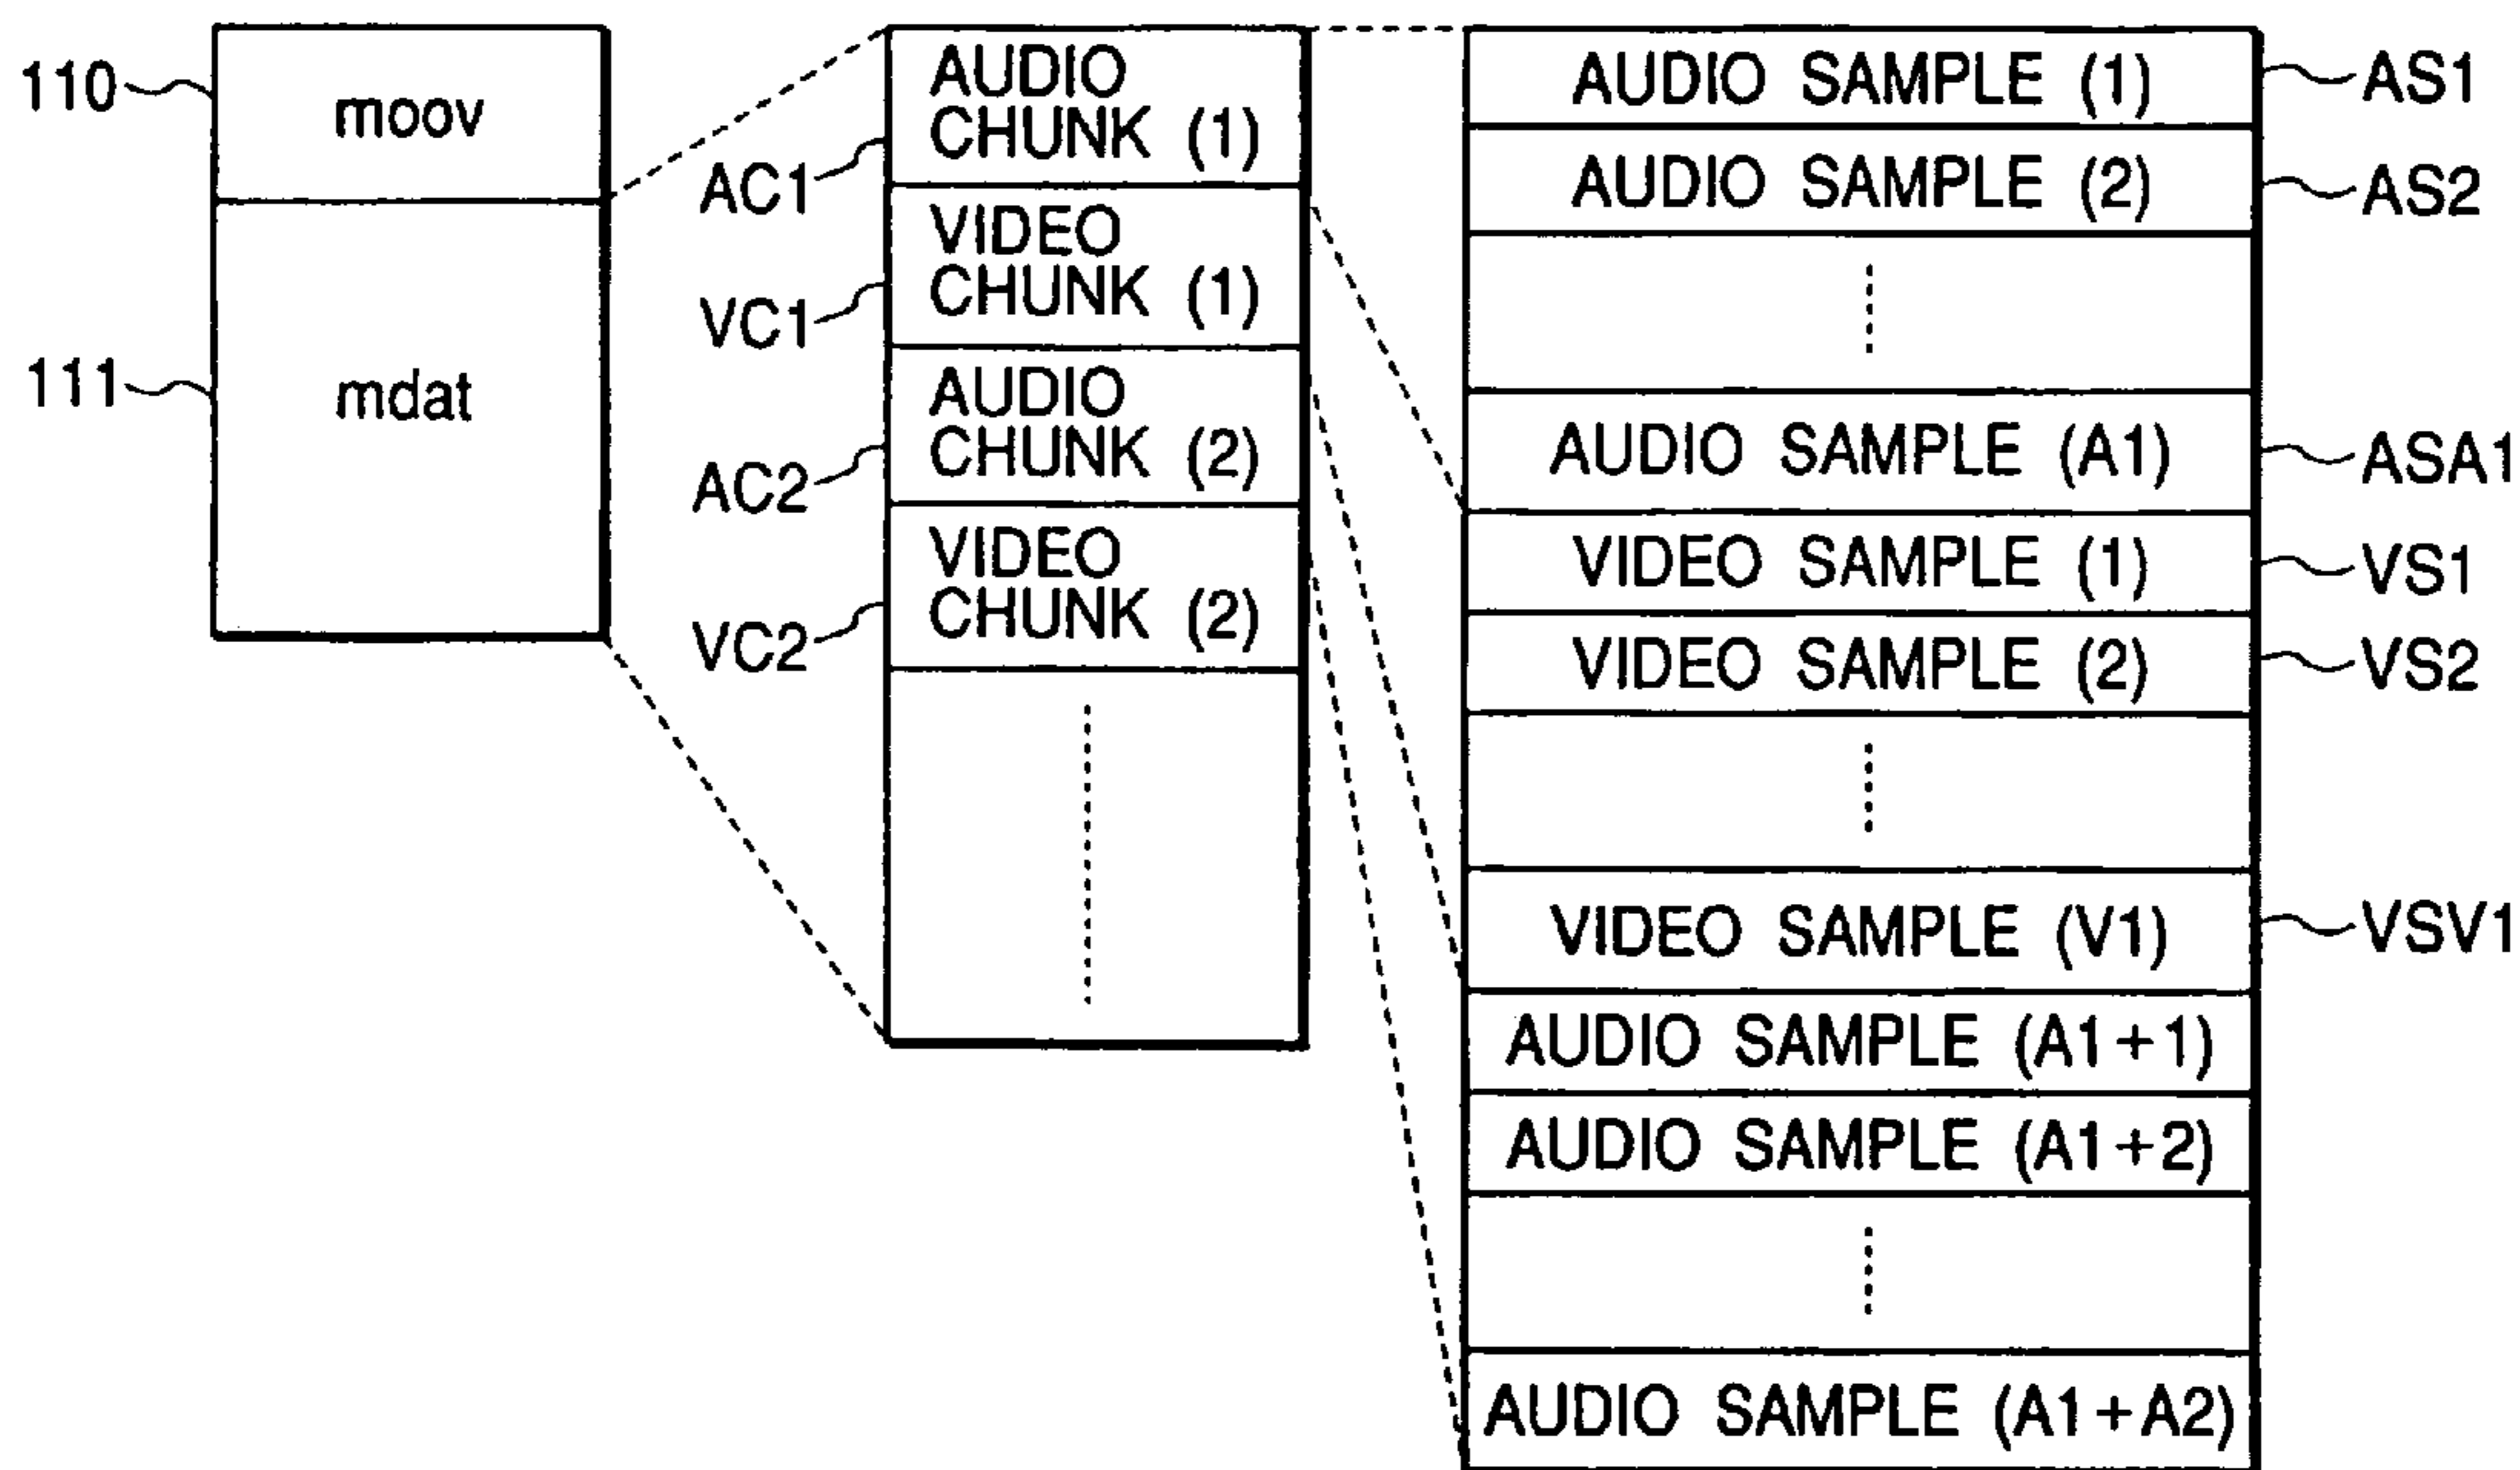 110
moov
111
mdat
AUDIO
CHUNK (1)
AC1
VIDEO
CHUNK (1)
VC1
AUDIO
CHUNK (2)
AC2
VIDEO
CHUNK (2)
VC2
AUDIO SAMPLE (1)
AS1
AUDIO SAMPLE (2)
AS2
AUDIO SAMPLE (A1)
ASA1
VIDEO SAMPLE (1)
VS1
VIDEO SAMPLE (2)
VS2
VIDEO SAMPLE (V1)
VSV1
AUDIO SAMPLE (A1+1)
AUDIO SAMPLE (A1+2)
AUDIO SAMPLE (A1+A2)